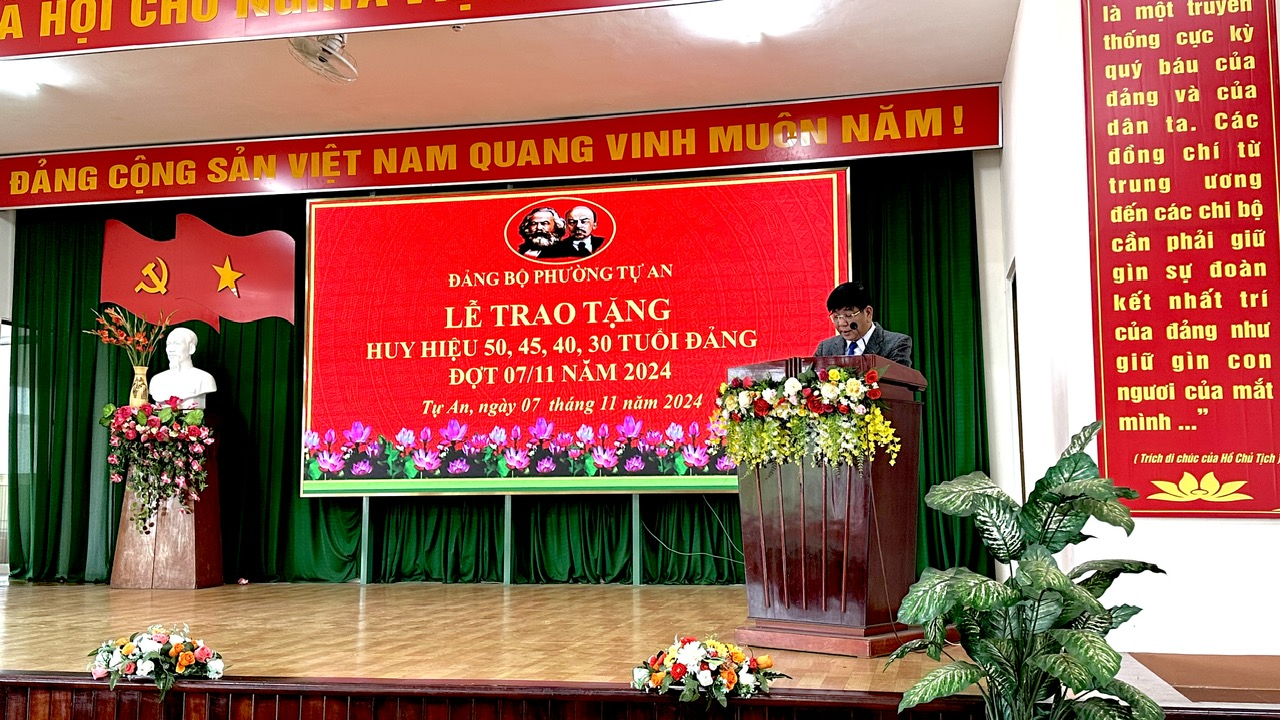 HỘI CHỦ NGHĨA
ĐẢNG CỘNG SẢN VIỆT NAM QUANG VINH MUÔN NĂM !
ĐẢNG BỘ PHƯỜNG TỰ AN
LỄ TRAO TẶNG
HUY HIỆU 50, 45, 40, 30 TUỔI ĐẢNG
ĐỢT 07/11 NĂM 2024
Tự An, ngày 07 tháng 11 năm 2024
là một truyền
thống cực kỳ
quý báu của
đảng và của
dân ta. Các
đồng chí từ
trung ương
đến các chi bộ
cần phải giữ
gìn sự đoàn
kết nhất trí
của đảng như
giữ gìn con
ngươi của mắt
mình ..."
( Trích di chúc của Hồ Chủ Tịch )